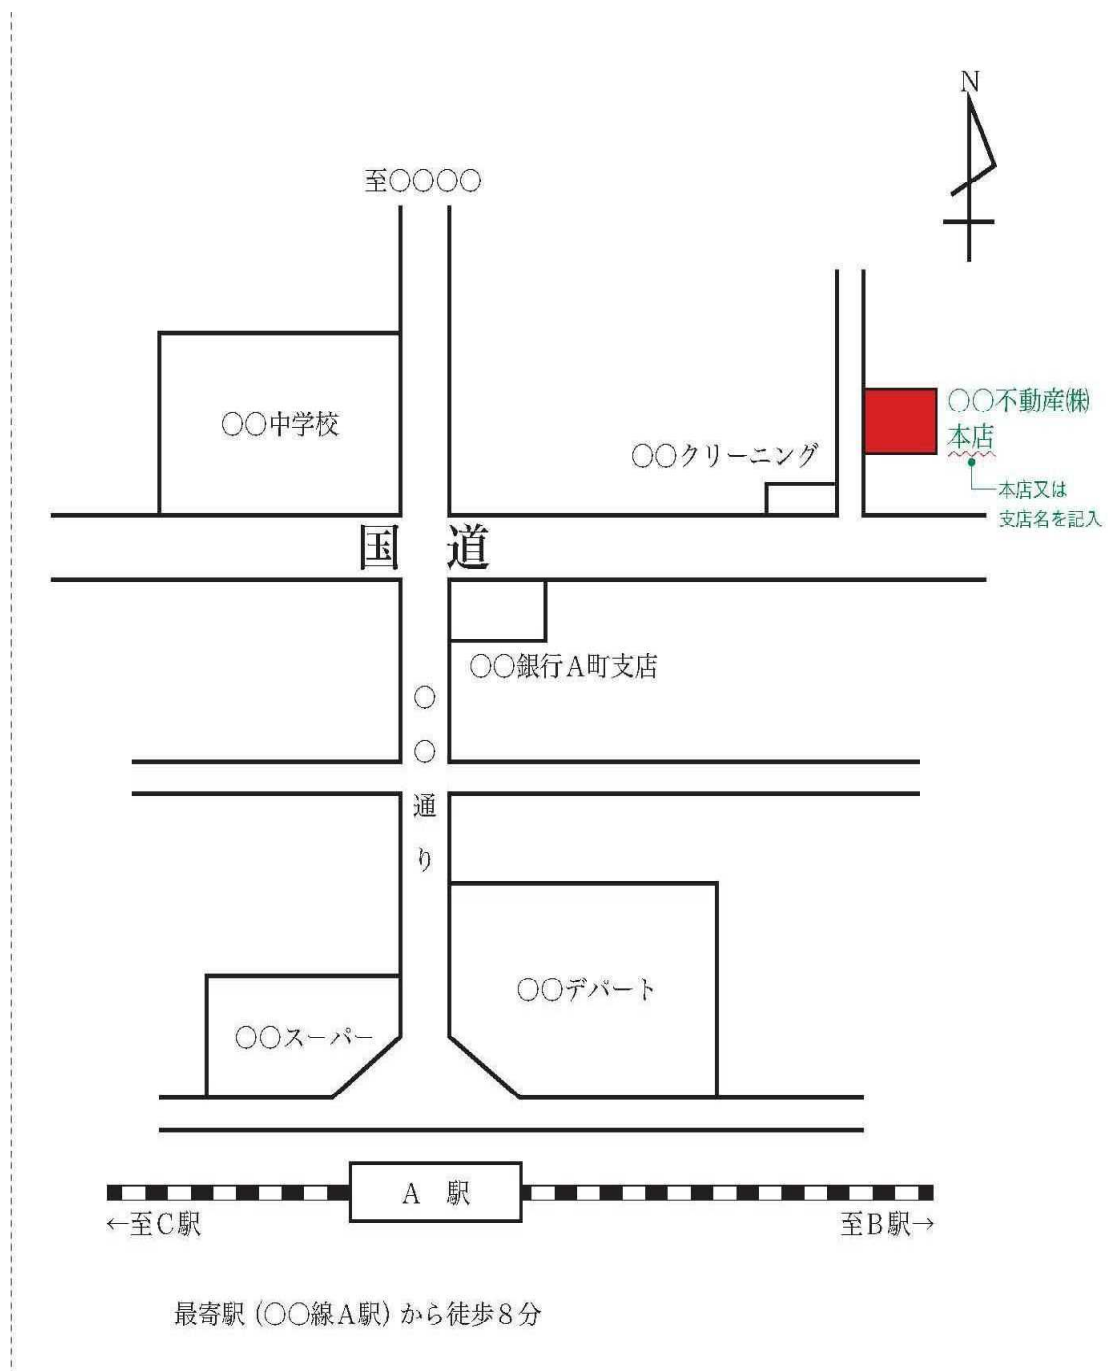 N
至○○○○
○○中学校
○○クリーニング
○○不動産㈱
本店
本店又は
支店名を記入
国 道
○○銀行A町支店
○○通り
○○デパート
○○スーパー
A 駅
←至C駅
至B駅→
最寄駅(○○線A駅)から徒歩8分